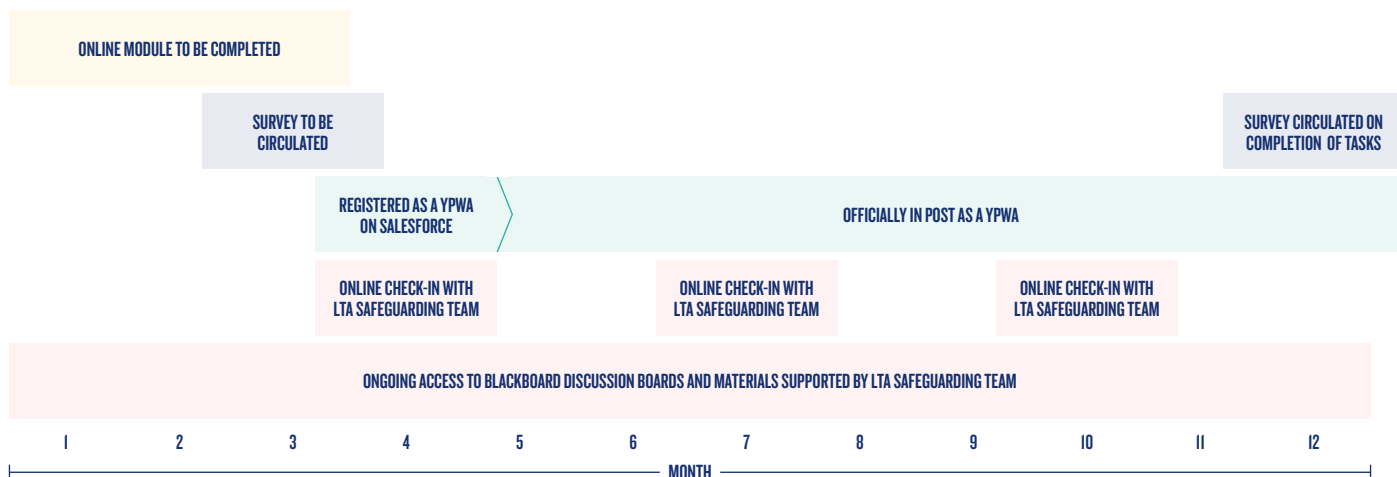 ONLINE MODULE TO BE COMPLETED
SURVEY TO BE
CIRCULATED
SURVEY CIRCULATED ON
COMPLETION OF TASKS
REGISTERED AS A YPWA
ON SALESFORCE
OFFICIALLY IN POST AS A YPWA
ONLINE CHECK-IN WITH
LTA SAFEGUARDING TEAM
ONLINE CHECK-IN WITH
LTA SAFEGUARDING TEAM
ONLINE CHECK-IN WITH
LTA SAFEGUARDING TEAM
ONGOING ACCESS TO BLACKBOARD DISCUSSION BOARDS AND MATERIALS SUPPORTED BY LTA SAFEGUARDING TEAM
1 2 3 4 5 6 7 8 9 10 11 12
MONTH